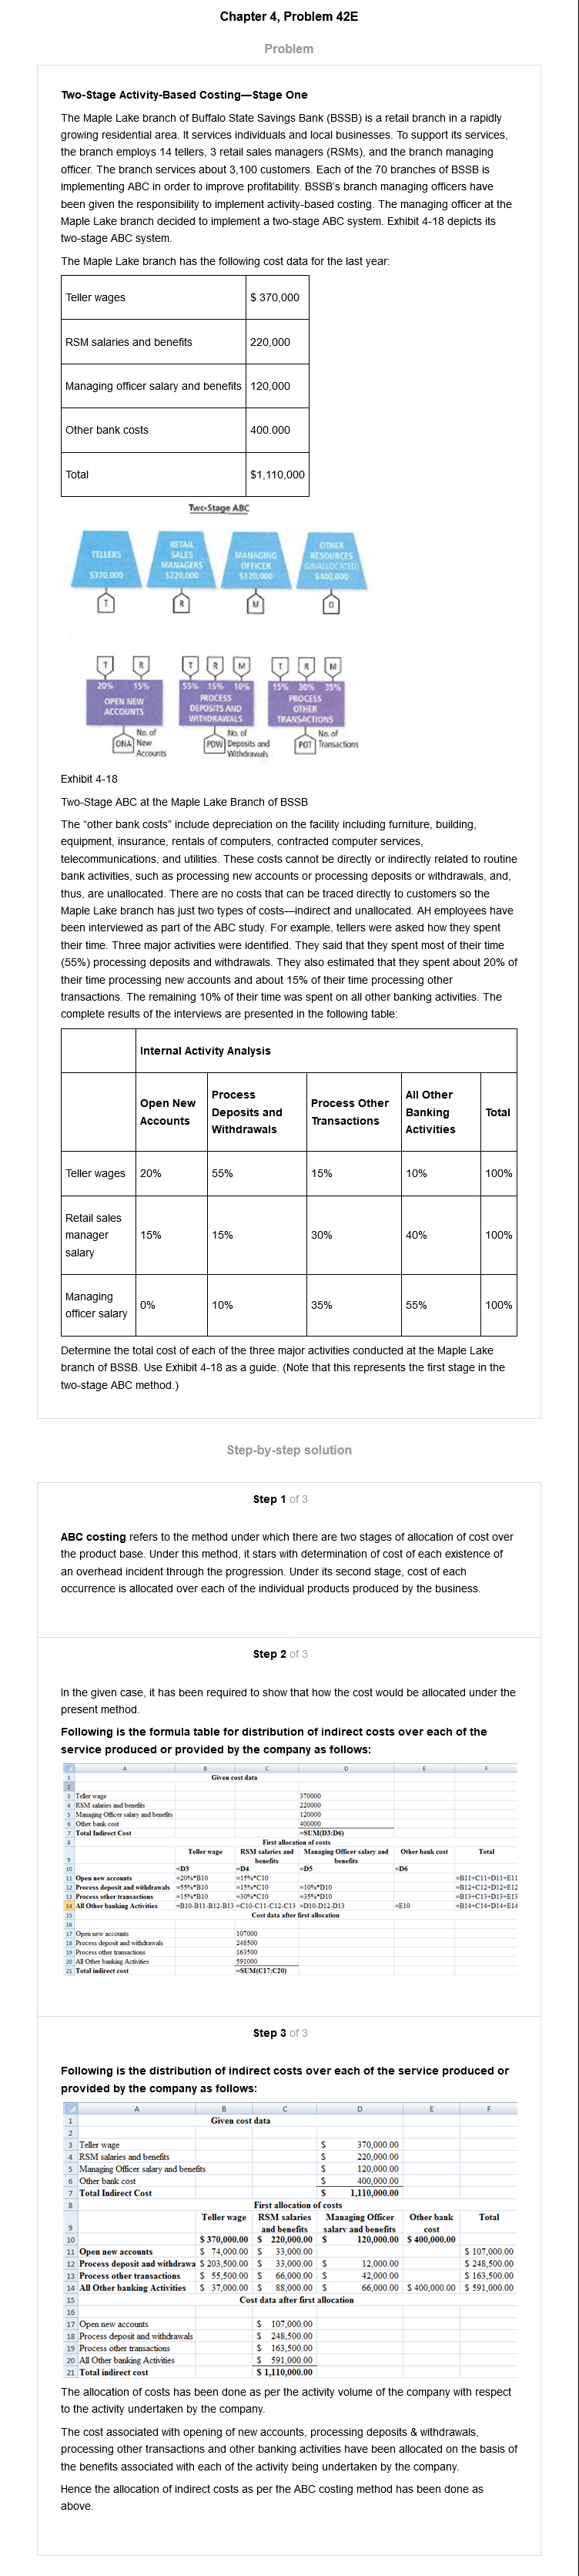 Chapter 4, Problem 42E
Problem
Two-Stage Activity-Based Costing—Stage One
The Maple Lake branch of Buffalo State Savings Bank (BSSB) is a retail branch in a rapidly
growing residential area. It services individuals and local businesses. To support its services,
the branch employs 14 tellers, 3 retail sales managers (RSMs), and the branch managing
officer. The branch services about 3,100 customers. Each of the 70 branches of BSSB is
implementing ABC in order to improve profitability. BSSB's branch managing officers have
been given the responsibility to implement activity-based costing. The managing officer at the
Maple Lake branch decided to implement a two-stage ABC system. Exhibit 4-18 depicts its
two-stage ABC system.
The Maple Lake branch has the following cost data for the last year:
Teller wages $ 370,000
RSM salaries and benefits 220,000
Managing officer salary and benefits 120,000
Other bank costs 400.000
Total $1,110,000
Two-Stage ABC
TELLERS $370,000
RETAIL SALES MANAGERS $220,000
MANAGING OFFICER $120,000
OTHER RESOURCES (UNALLOCATED) $400,000
T R M O
T R T R M T R M
20% 15% 55% 15% 10% 15% 30% 35%
OPEN NEW ACCOUNTS
PROCESS DEPOSITS AND WITHDRAWALS
PROCESS OTHER TRANSACTIONS
ONA No. of New Accounts
PDW No. of Deposits and Withdrawals
POT No. of Transactions
Exhibit 4-18
Two-Stage ABC at the Maple Lake Branch of BSSB
The “other bank costs” include depreciation on the facility including furniture, building,
equipment, insurance, rentals of computers, contracted computer services,
telecommunications, and utilities. These costs cannot be directly or indirectly related to routine
bank activities, such as processing new accounts or processing deposits or withdrawals, and,
thus, are unallocated. There are no costs that can be traced directly to customers so the
Maple Lake branch has just two types of costs—indirect and unallocated. AH employees have
been interviewed as part of the ABC study. For example, tellers were asked how they spent
their time. Three major activities were identified. They said that they spent most of their time
(55%) processing deposits and withdrawals. They also estimated that they spent about 20% of
their time processing new accounts and about 15% of their time processing other
transactions. The remaining 10% of their time was spent on all other banking activities. The
complete results of the interviews are presented in the following table:
Internal Activity Analysis
Open New Accounts
Process Deposits and Withdrawals
Process Other Transactions
All Other Banking Activities
Total
Teller wages 20% 55% 15% 10% 100%
Retail sales manager salary 15% 15% 30% 40% 100%
Managing officer salary 0% 10% 35% 55% 100%
Determine the total cost of each of the three major activities conducted at the Maple Lake
branch of BSSB. Use Exhibit 4-18 as a guide. (Note that this represents the first stage in the
two-stage ABC method.)
Step-by-step solution
Step 1 of 3
ABC costing refers to the method under which there are two stages of allocation of cost over
the product base. Under this method, it stars with determination of cost of each existence of
an overhead incident through the progression. Under its second stage, cost of each
occurrence is allocated over each of the individual products produced by the business.
Step 2 of 3
In the given case, it has been required to show that how the cost would be allocated under the
present method.
Following is the formula table for distribution of indirect costs over each of the
service produced or provided by the company as follows:
A B C D E F
1 Given cost data
2
3 Teller wage 370000
4 RSM salaries and benefits 220000
5 Managing Officer salary and benefits 120000
6 Other bank cost 400000
7 Total Indirect Cost =SUM(D3:D6)
8 First allocation of costs
9 Teller wage RSM salaries and benefits Managing Officer salary and benefits Other bank cost Total
10 =D3 =D4 =D5 =D6
11 Open new accounts =20%*B10 =15%*C10 =B11+C11+D11+E11
12 Process deposit and withdrawals =55%*B10 =15%*C10 =10%*D10 =B12+C12+D12+E12
13 Process other transactions =15%*B10 =30%*C10 =35%*D10 =B13+C13+D13+E13
14 All Other banking Activities =B10-B11-B12-B13 =C10-C11-C12-C13 =D10-D12-D13 =E10 =B14+C14+D14+E14
15 Cost data after first allocation
16
17 Open new accounts 107000
18 Process deposit and withdrawals 248500
19 Process other transactions 163500
20 All Other banking Activities 591000
21 Total indirect cost =SUM(C17:C20)
Step 3 of 3
Following is the distribution of indirect costs over each of the service produced or
provided by the company as follows:
A B C D E F
1 Given cost data
2
3 Teller wage $ 370,000.00
4 RSM salaries and benefits $ 220,000.00
5 Managing Officer salary and benefits $ 120,000.00
6 Other bank cost $ 400,000.00
7 Total Indirect Cost $ 1,110,000.00
8 First allocation of costs
9 Teller wage RSM salaries and benefits Managing Officer salary and benefits Other bank cost Total
10 $ 370,000.00 $ 220,000.00 $ 120,000.00 $ 400,000.00
11 Open new accounts $ 74,000.00 $ 33,000.00 $ 107,000.00
12 Process deposit and withdrawa $ 203,500.00 $ 33,000.00 $ 12,000.00 $ 248,500.00
13 Process other transactions $ 55,500.00 $ 66,000.00 $ 42,000.00 $ 163,500.00
14 All Other banking Activities $ 37,000.00 $ 88,000.00 $ 66,000.00 $ 400,000.00 $ 591,000.00
15 Cost data after first allocation
16
17 Open new accounts $ 107,000.00
18 Process deposit and withdrawals $ 248,500.00
19 Process other transactions $ 163,500.00
20 All Other banking Activities $ 591,000.00
21 Total indirect cost $ 1,110,000.00
The allocation of costs has been done as per the activity volume of the company with respect
to the activity undertaken by the company.
The cost associated with opening of new accounts, processing deposits & withdrawals,
processing other transactions and other banking activities have been allocated on the basis of
the benefits associated with each of the activity being undertaken by the company.
Hence the allocation of indirect costs as per the ABC costing method has been done as
above.